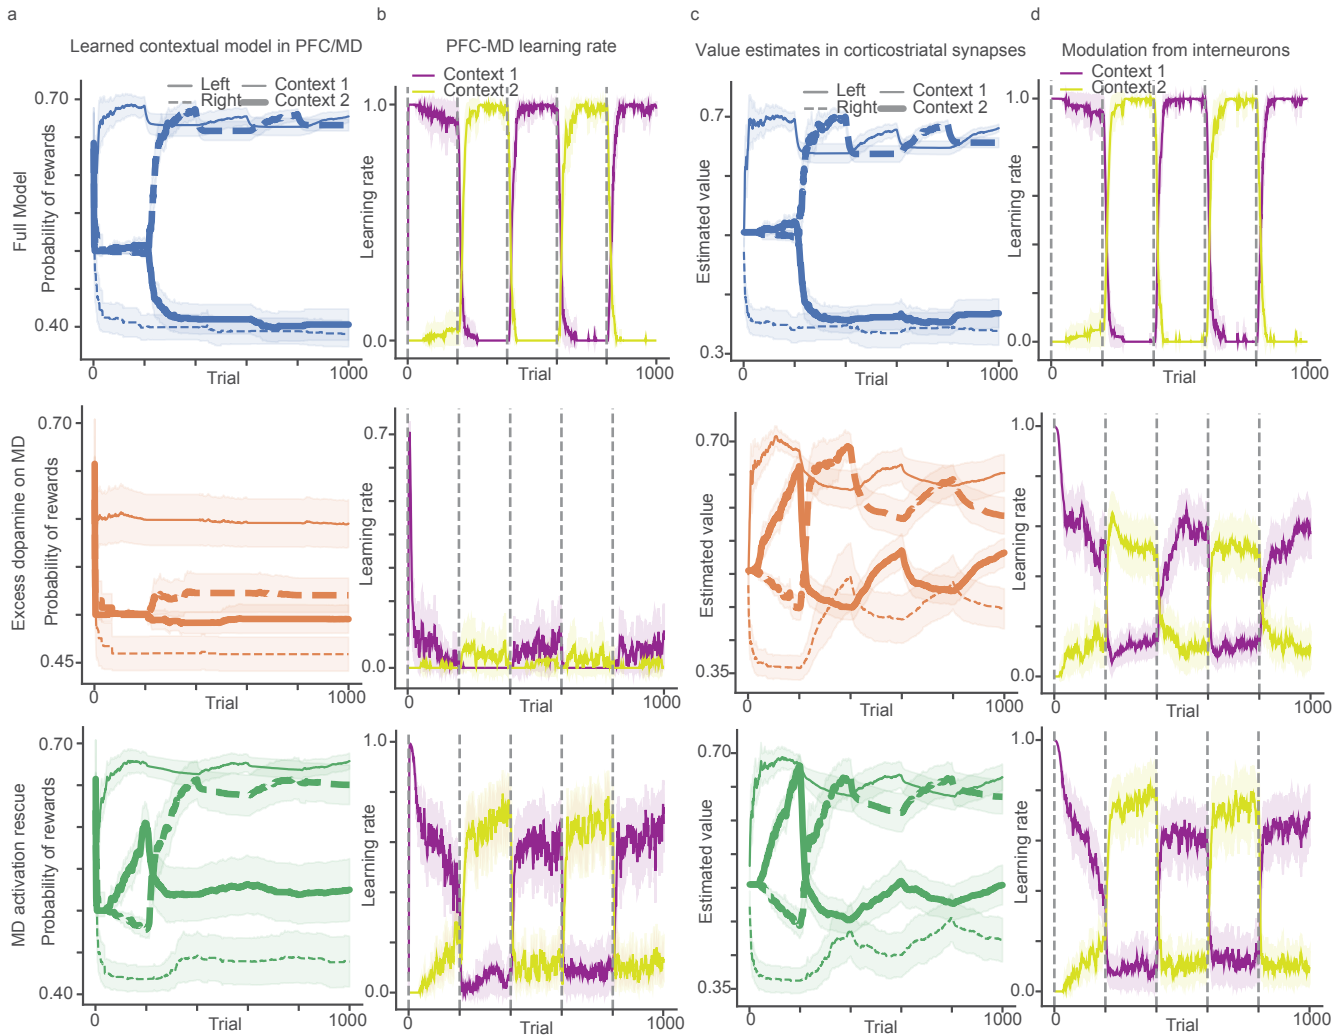 a
b
c
d
Learned contextual model in PFC/MD
PFC-MD learning rate
Value estimates in corticostriatal synapses
Modulation from interneurons
Full Model
Probability of rewards
0.70
0.40
Left
Context 1
Right
Context 2
0
Trial
1000
Learning rate
Context 1
Context 2
1.0
0.0
0
Trial
1000
Estimated value
0.7
0.3
Left
Context 1
Right
Context 2
0
Trial
1000
Learning rate
Context 1
Context 2
1.0
0.0
0
Trial
1000
Excess dopamine on MD
Probability of rewards
0.70
0.45
0
Trial
1000
Learning rate
0.7
0.0
0
Trial
1000
Estimated value
0.70
0.35
0
Trial
1000
Learning rate
1.0
0.0
0
Trial
1000
MD activation rescue
Probability of rewards
0.70
0.40
0
Trial
1000
Learning rate
1.0
0.0
0
Trial
1000
Estimated value
0.70
0.35
0
Trial
1000
Learning rate
1.0
0.0
0
Trial
1000